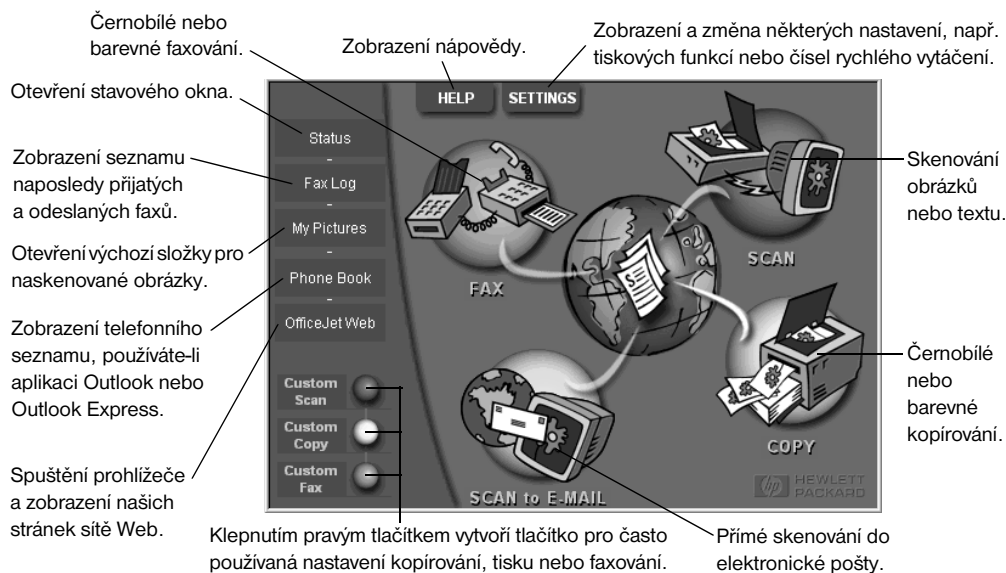 Černobílé nebo
barevné faxování.
Zobrazení nápovědy.
Zobrazení a změna některých nastavení, např.
tiskových funkcí nebo čísel rychlého vytáčení.
Otevření stavového okna.
Zobrazení seznamu
naposledy přijatých
a odeslaných faxů.
Otevření výchozí složky pro
naskenované obrázky.
Zobrazení telefonního
seznamu, používáte-li
aplikaci Outlook nebo
Outlook Express.
Spuštění prohlížeče
a zobrazení našich
stránek sítě Web.
HELP
SETTINGS
Status
Fax Log
My Pictures
Phone Book
OfficeJet Web
Custom
Scan
Custom
Copy
Custom
Fax
FAX
SCAN
COPY
SCAN to E-MAIL
hp
HEWLETT
PACKARD
Skenování
obrázků
nebo textu.
Černobílé
nebo
barevné
kopírování.
Klepnutím pravým tlačítkem vytvoří tlačítko pro často
používaná nastavení kopírování, tisku nebo faxování.
Přímé skenování do
elektronické pošty.